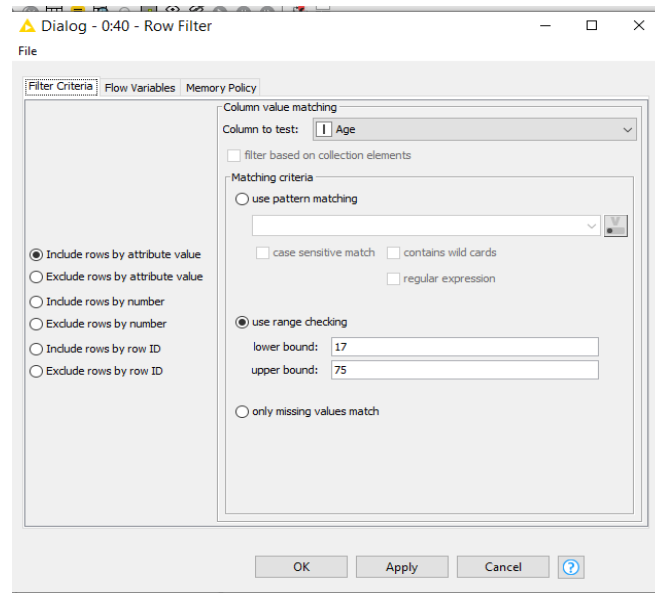 Dialog - 0:40 - Row Filter
File
Filter Criteria Flow Variables Memory Policy
Include rows by attribute value
Exclude rows by attribute value
Include rows by number
Exclude rows by number
Include rows by row ID
Exclude rows by row ID
Column value matching
Column to test: I Age
filter based on collection elements
Matching criteria
use pattern matching
V
case sensitive match contains wild cards
regular expression
use range checking
lower bound: 17
upper bound: 75
only missing values match
OK Apply Cancel ?